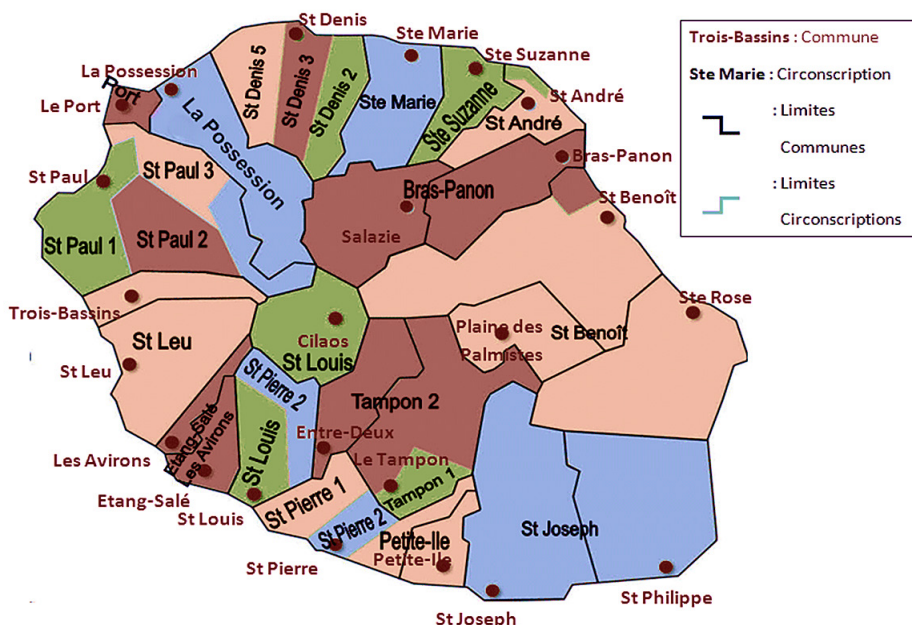 St Denis
Ste Marie
Ste Suzanne
La Possession
Le Port
Port
St Denis 5
St Denis 3
St Denis 2
Ste Marie
Ste Suzanne
St André
St André
La Possession
St Paul
St Paul 3
Bras-Panon
Bras-Panon
St Benoît
Salazie
St Paul 1
St Paul 2
Trois-Bassins
Ste Rose
St Leu
Cilaos
Plaine des
Palmistes
St Benoît
St Leu
St Louis
St Pierre 2
Tampon 2
Les Avirons
Etang-Salé
Les Avirons
Entre-Deux
Le Tampon
Etang-Salé
St Louis
St Louis
Tampon 1
St Pierre 1
St Pierre 2
St Pierre
Petite-Ile
Petite-Ile
St Joseph
St Joseph
St Philippe
Trois-Bassins : Commune
Ste Marie : Circonscription
: Limites
Communes
: Limites
Circonscriptions